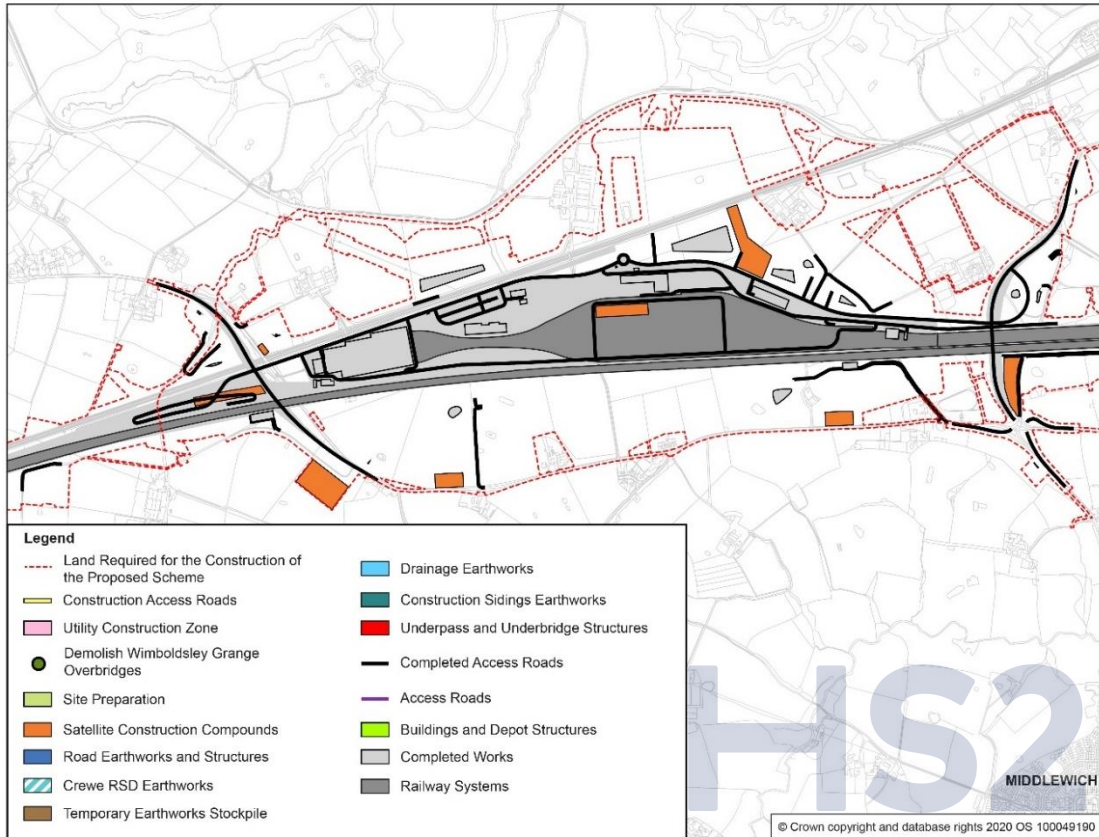 Legend
Land Required for the Construction of
the Proposed Scheme
Construction Access Roads
Utility Construction Zone
Demolish Wimboldsley Grange
Overbridges
Site Preparation
Satellite Construction Compounds
Road Earthworks and Structures
Crewe RSD Earthworks
Temporary Earthworks Stockpile
Drainage Earthworks
Construction Sidings Earthworks
Underpass and Underbridge Structures
Completed Access Roads
Access Roads
Buildings and Depot Structures
Completed Works
Railway Systems
HS2
MIDDLEWICH
© Crown copyright and database rights 2020 OS 100049190